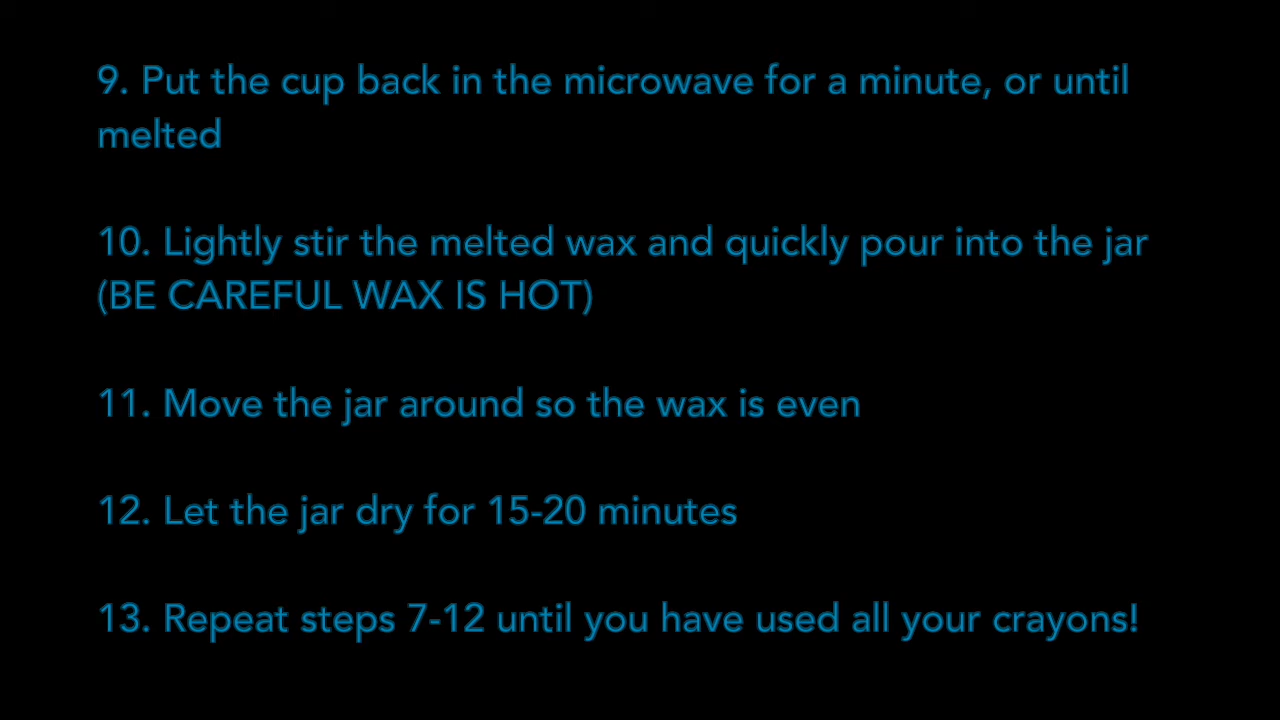 9. Put the cup back in the microwave for a minute, or until
melted
10. Lightly stir the melted wax and quickly pour into the jar
(BE CAREFUL WAX IS HOT)
11. Move the jar around so the wax is even
12. Let the jar dry for 15-20 minutes
13. Repeat steps 7-12 until you have used all your crayons!